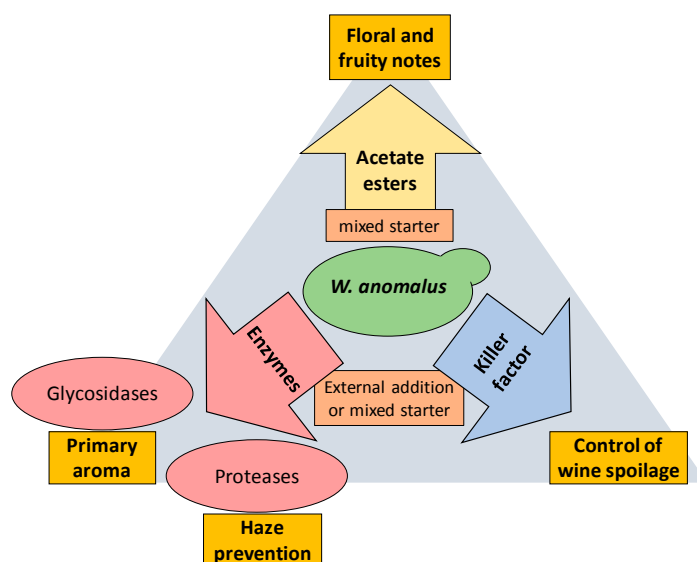 Floral and
fruity notes
Acetate
esters
mixed starter
W. anomalus
Enzymes
Killer
factor
External addition
or mixed starter
Glycosidases
Primary
aroma
Proteases
Haze
prevention
Control of
wine spoilage